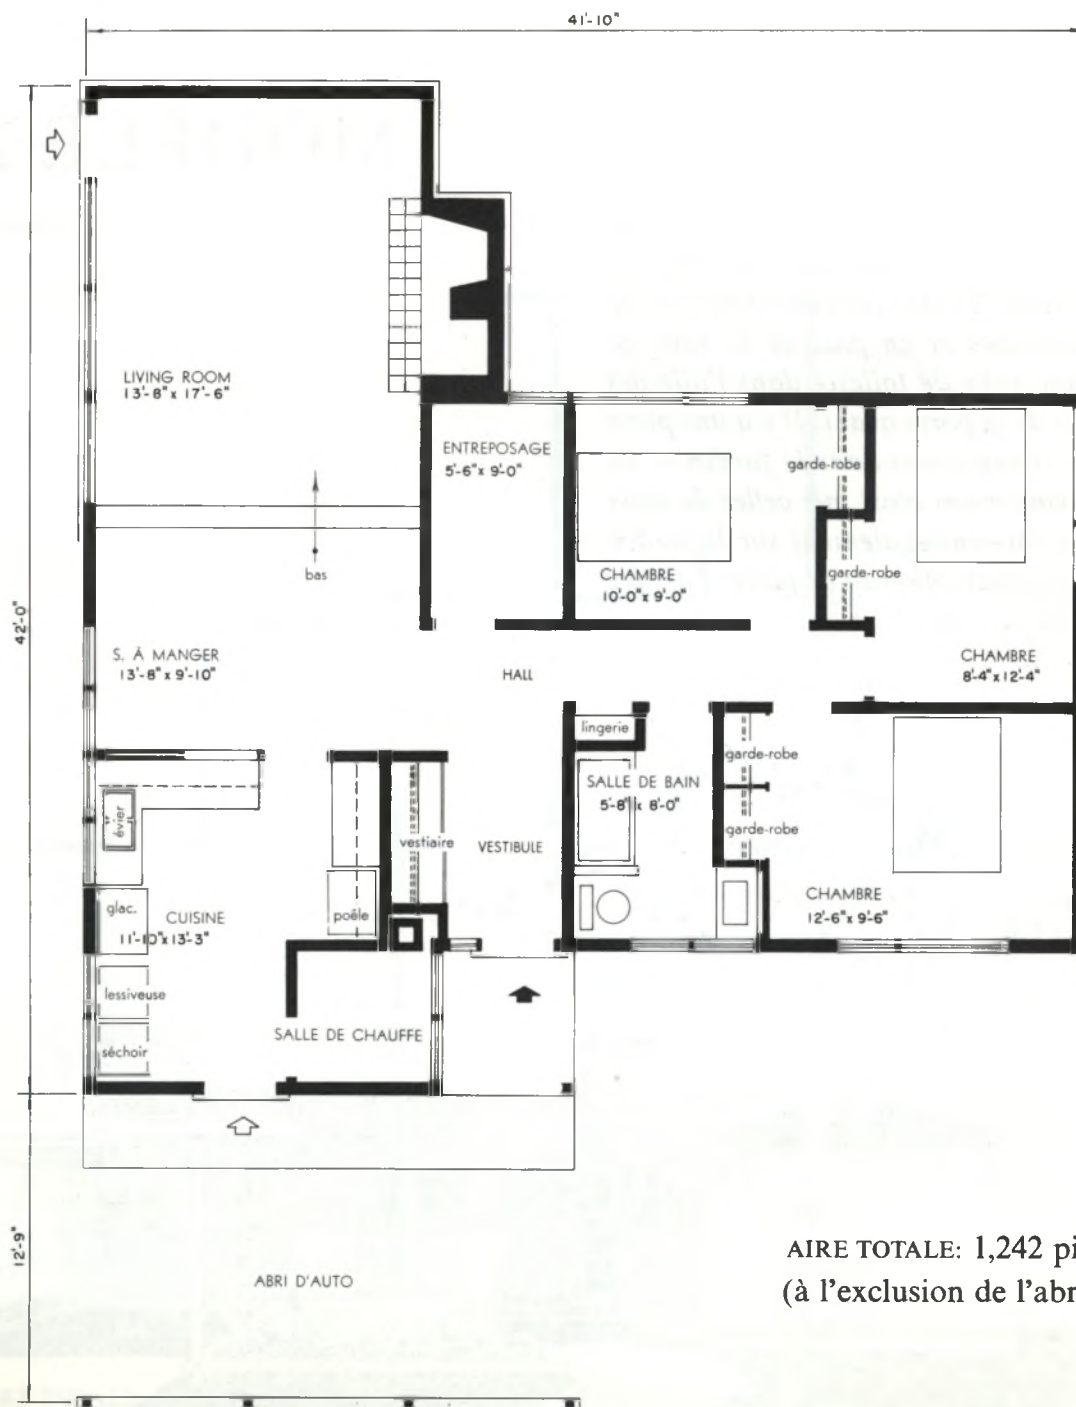 41'-10"
LIVING ROOM
13'-8" x 17'-6"
ENTREPOSAGE
5'-6" x 9'-0"
garde-robe
bas
CHAMBRE
10'-0" x 9'-0"
garde-robe
42'-0"
S. À MANGER
13'-8" x 9'-10"
HALL
CHAMBRE
8'-4" x 12'-4"
lingerie
garde-robe
SALLE DE BAIN
5'-8" x 8'-0"
évier
vestiaire
VESTIBULE
garde-robe
glac.
CUISINE
11'-10" x 13'-3"
poêle
CHAMBRE
12'-6" x 9'-6"
lessiveuse
SALLE DE CHAUFFE
séchoir
12'-9"
ABRI D'AUTO
AIRE TOTALE: 1,242 pi
(à l'exclusion de l'abr